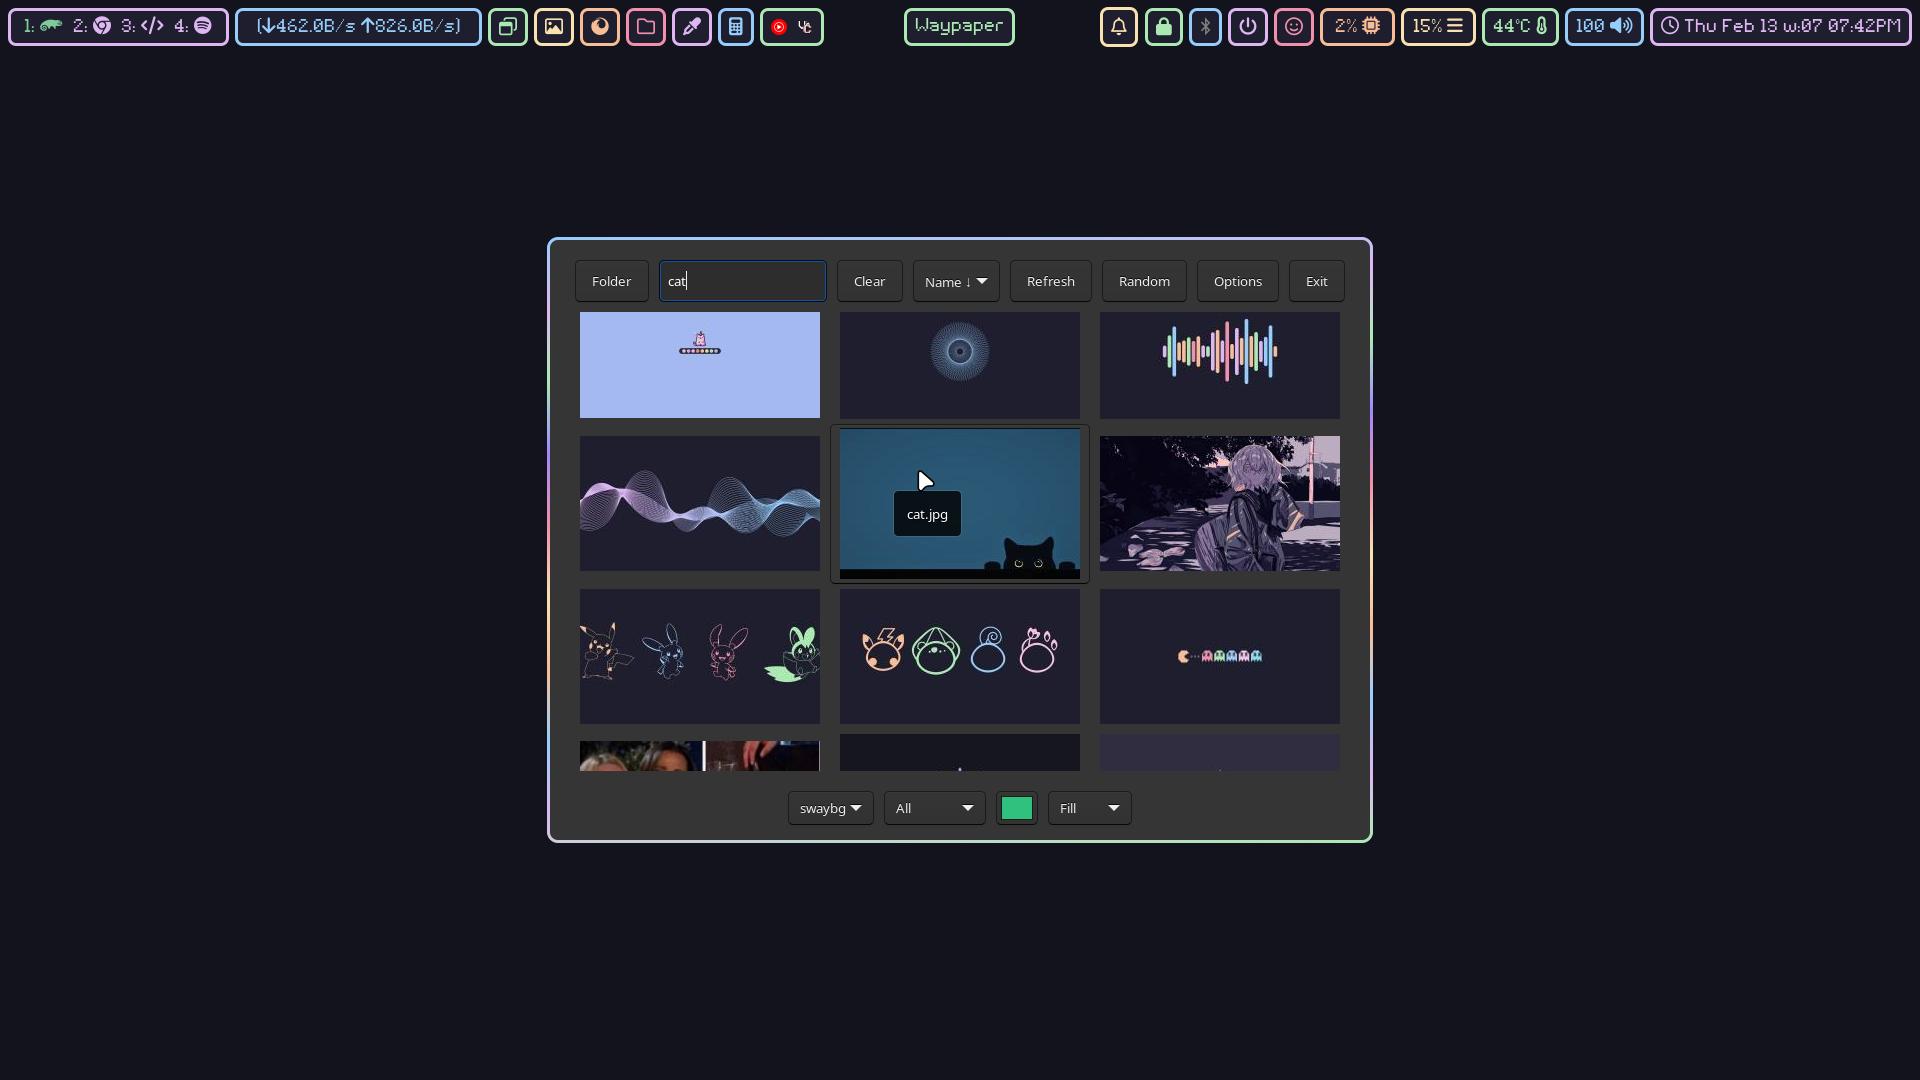 1: 2: 3: 4:
(↓462.0B/s ↑826.0B/s)
Waypaper
2%
15%
44°C
100
Thu Feb 13 w:07 07:42PM
Folder
cat
Clear
Name ↓
Refresh
Random
Options
Exit
cat.jpg
swaybg
All
Fill